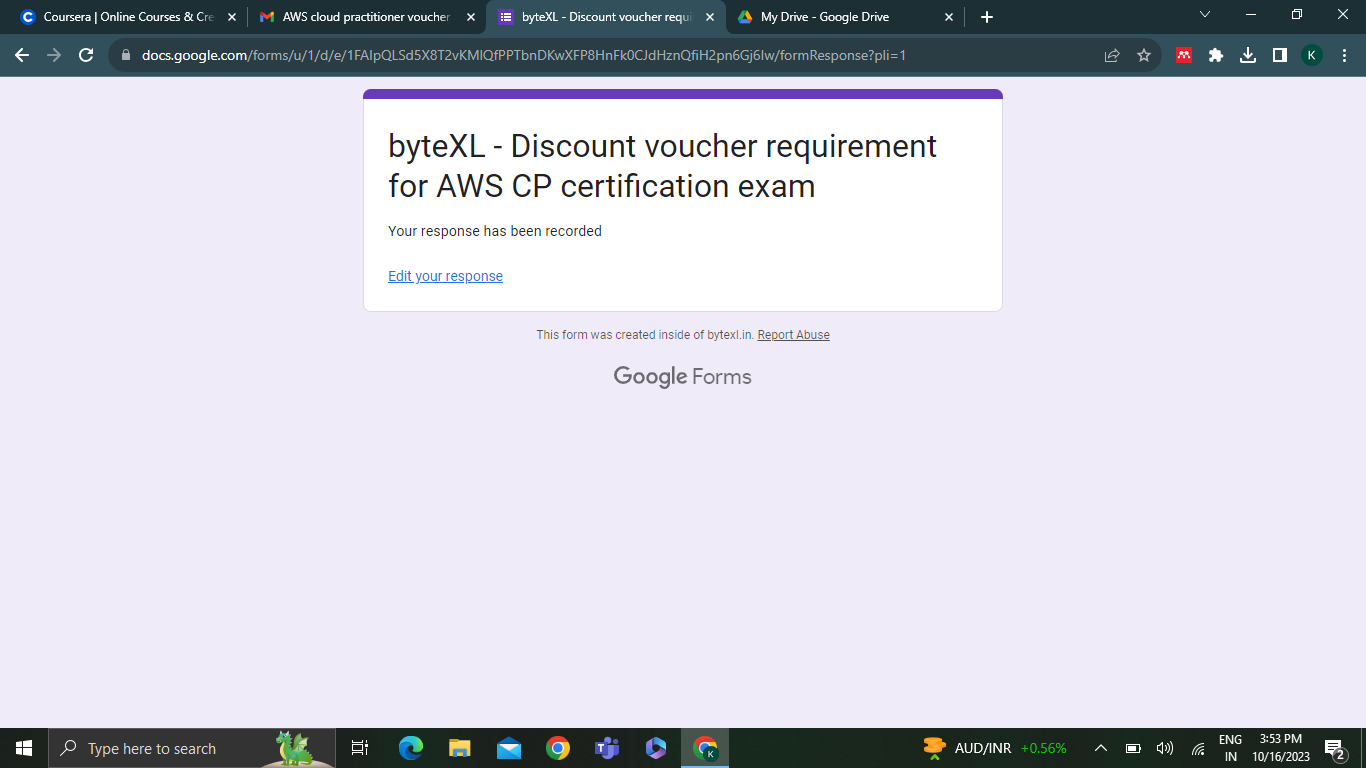 Coursera | Online Courses & Cre
AWS cloud practitioner voucher
byteXL - Discount voucher requi
My Drive - Google Drive
docs.google.com/forms/u/1/d/e/1FAIpQLSd5X8T2vKMlQfPPTbnDKwXFP8HnFk0CJdHznQfiH2pn6Gj6lw/formResponse?pli=1
K
byteXL - Discount voucher requirement
for AWS CP certification exam
Your response has been recorded
Edit your response
This form was created inside of bytexl.in. Report Abuse
Google Forms
Type here to search
K
AUD/INR +0.56%
ENG
IN
3:53 PM
10/16/2023
2